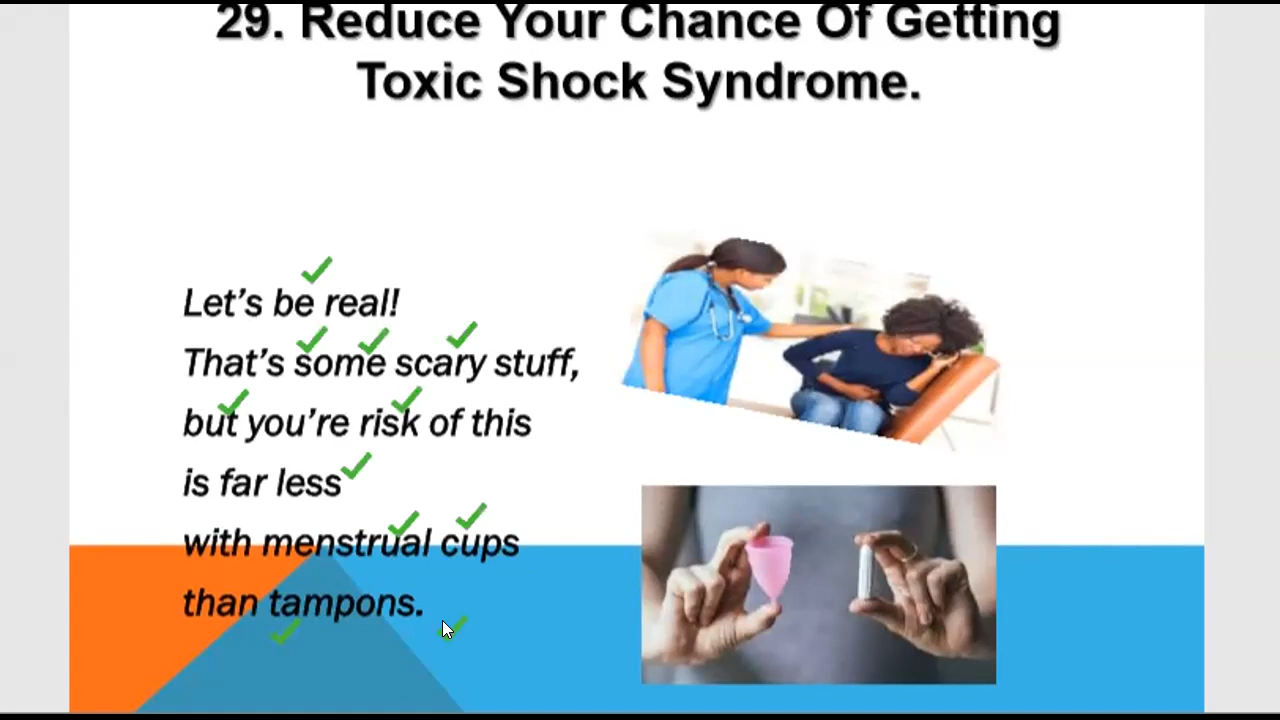 29. Reduce Your Chance Of Getting
Toxic Shock Syndrome.
Let's be real!
That's some scary stuff,
but you're risk of this
is far less
with menstrual cups
than tampons.